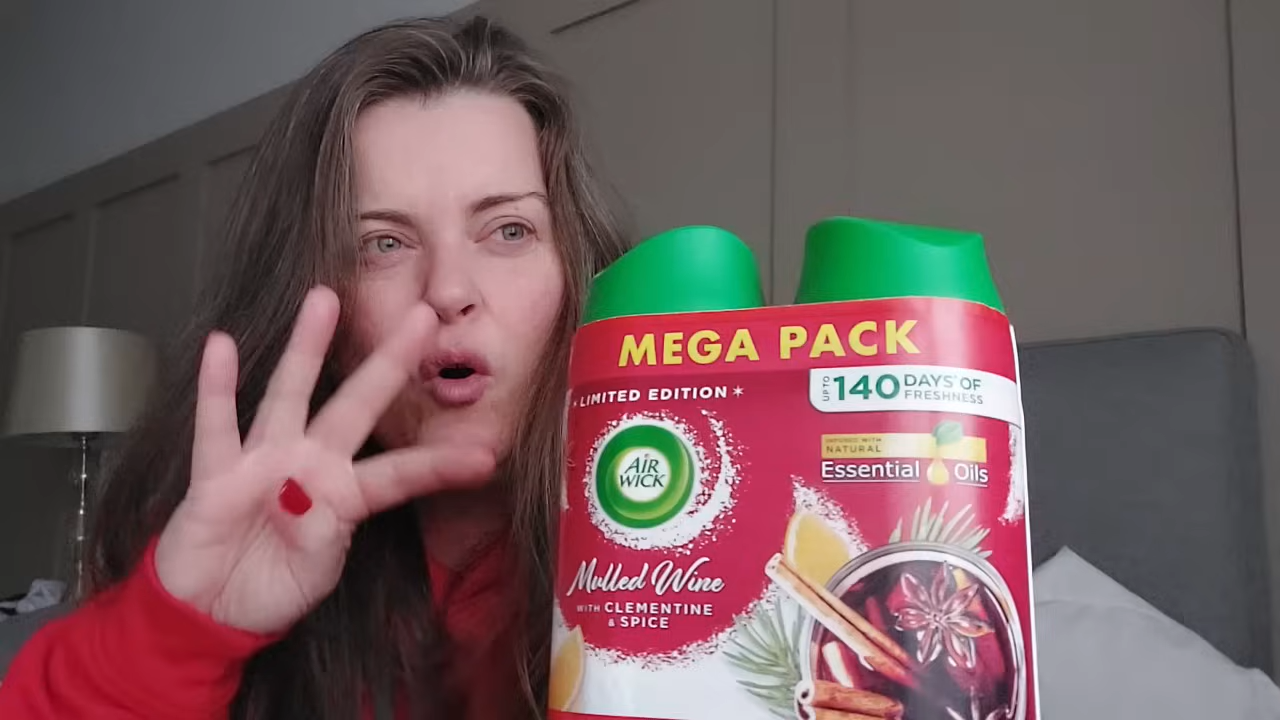 MEGA PACK
LIMITED EDITION
UP TO
140 DAYS' OF
FRESHNESS
INFUSED WITH
NATURAL
Essential Oils
AIR
WICK
Mulled Wine
WITH CLEMENTINE
& SPICE